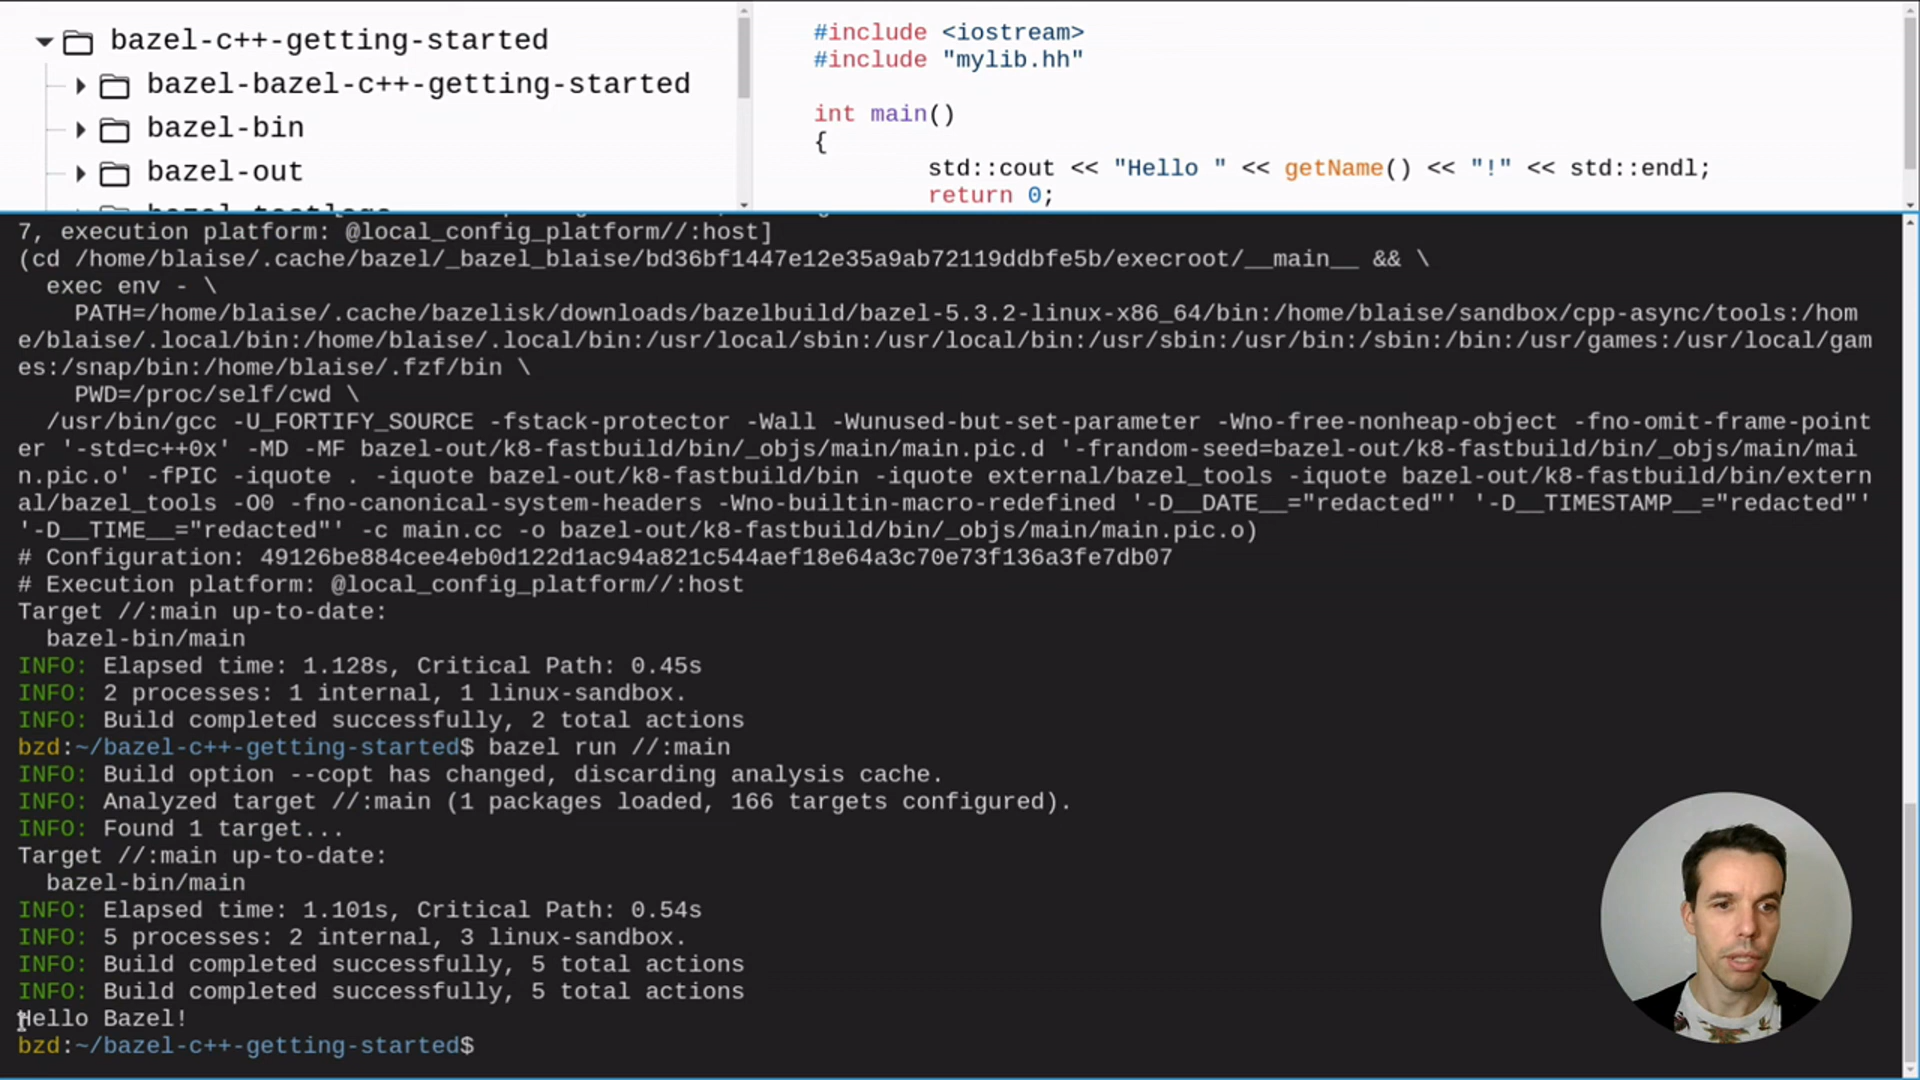 bazel-c++-getting-started
bazel-bazel-c++-getting-started
bazel-bin
bazel-out
#include <iostream>
#include "mylib.hh"
int main()
{
std::cout << "Hello " << getName() << "!" << std::endl;
return 0;
7, execution platform: @local_config_platform//:host]
(cd /home/blaise/.cache/bazel/_bazel_blaise/bd36bf1447e12e35a9ab72119ddbfe5b/execroot/__main__ && \
exec env - \
PATH=/home/blaise/.cache/bazelisk/downloads/bazelbuild/bazel-5.3.2-linux-x86_64/bin:/home/blaise/sandbox/cpp-async/tools:/hom
e/blaise/.local/bin:/home/blaise/.local/bin:/usr/local/sbin:/usr/local/bin:/usr/sbin:/usr/bin:/sbin:/bin:/usr/games:/usr/local/gam
es:/snap/bin:/home/blaise/.fzf/bin \
PWD=/proc/self/cwd \
/usr/bin/gcc -U_FORTIFY_SOURCE -fstack-protector -Wall -Wunused-but-set-parameter -Wno-free-nonheap-object -fno-omit-frame-point
er '-std=c++0x' -MD -MF bazel-out/k8-fastbuild/bin/_objs/main/main.pic.d '-frandom-seed=bazel-out/k8-fastbuild/bin/_objs/main/mai
n.pic.o' -fPIC -iquote . -iquote bazel-out/k8-fastbuild/bin -iquote external/bazel_tools -iquote bazel-out/k8-fastbuild/bin/extern
al/bazel_tools -O0 -fno-canonical-system-headers -Wno-builtin-macro-redefined '-D__DATE__="redacted"' '-D__TIMESTAMP__="redacted"'
'-D__TIME__="redacted"' -c main.cc -o bazel-out/k8-fastbuild/bin/_objs/main/main.pic.o)
# Configuration: 49126be884cee4eb0d122d1ac94a821c544aef18e64a3c70e73f136a3fe7db07
# Execution platform: @local_config_platform//:host
Target //:main up-to-date:
bazel-bin/main
INFO: Elapsed time: 1.128s, Critical Path: 0.45s
INFO: 2 processes: 1 internal, 1 linux-sandbox.
INFO: Build completed successfully, 2 total actions
bzd:~/bazel-c++-getting-started$ bazel run //:main
INFO: Build option --copt has changed, discarding analysis cache.
INFO: Analyzed target //:main (1 packages loaded, 166 targets configured).
INFO: Found 1 target...
Target //:main up-to-date:
bazel-bin/main
INFO: Elapsed time: 1.101s, Critical Path: 0.54s
INFO: 5 processes: 2 internal, 3 linux-sandbox.
INFO: Build completed successfully, 5 total actions
INFO: Build completed successfully, 5 total actions
Hello Bazel!
bzd:~/bazel-c++-getting-started$